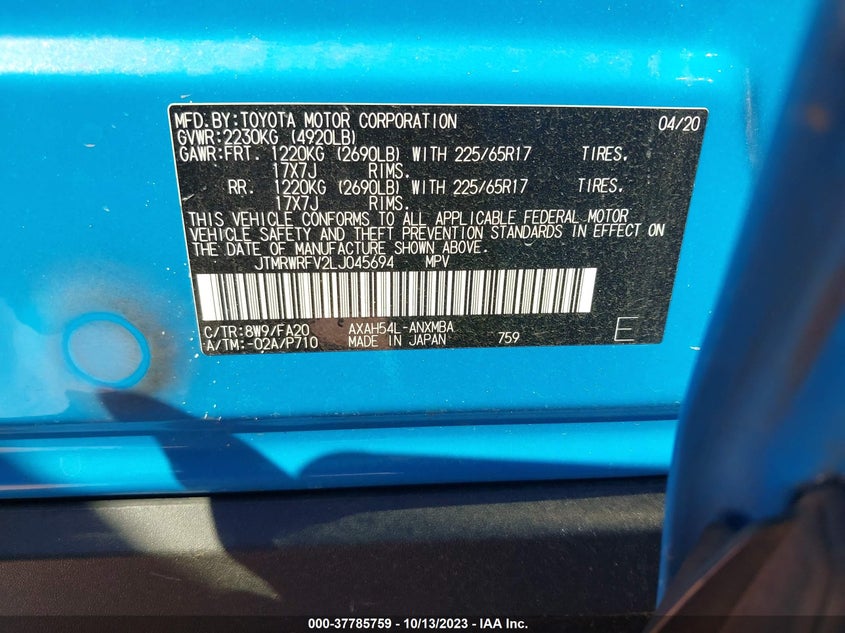 MFD.BY:TOYOTA MOTOR CORPORATION 04/20
GVWR:2230KG (4920LB)
GAWR:FRT. 1220KG (2690LB) WITH 225/65R17 TIRES.
17X7J RIMS.
RR. 1220KG (2690LB) WITH 225/65R17 TIRES.
17X7J RIMS.
THIS VEHICLE CONFORMS TO ALL APPLICABLE FEDERAL MOTOR
VEHICLE SAFETY AND THEFT PREVENTION STANDARDS IN EFFECT ON
THE DATE OF MANUFACTURE SHOWN ABOVE.
JTMRWRFV2LJ045694 MPV
C/TR:8W9/FA20 AXAH54L-ANXMBA
A/TM:-02A/P710 MADE IN JAPAN 759 E
000-37785759 - 10/13/2023 - IAA Inc.